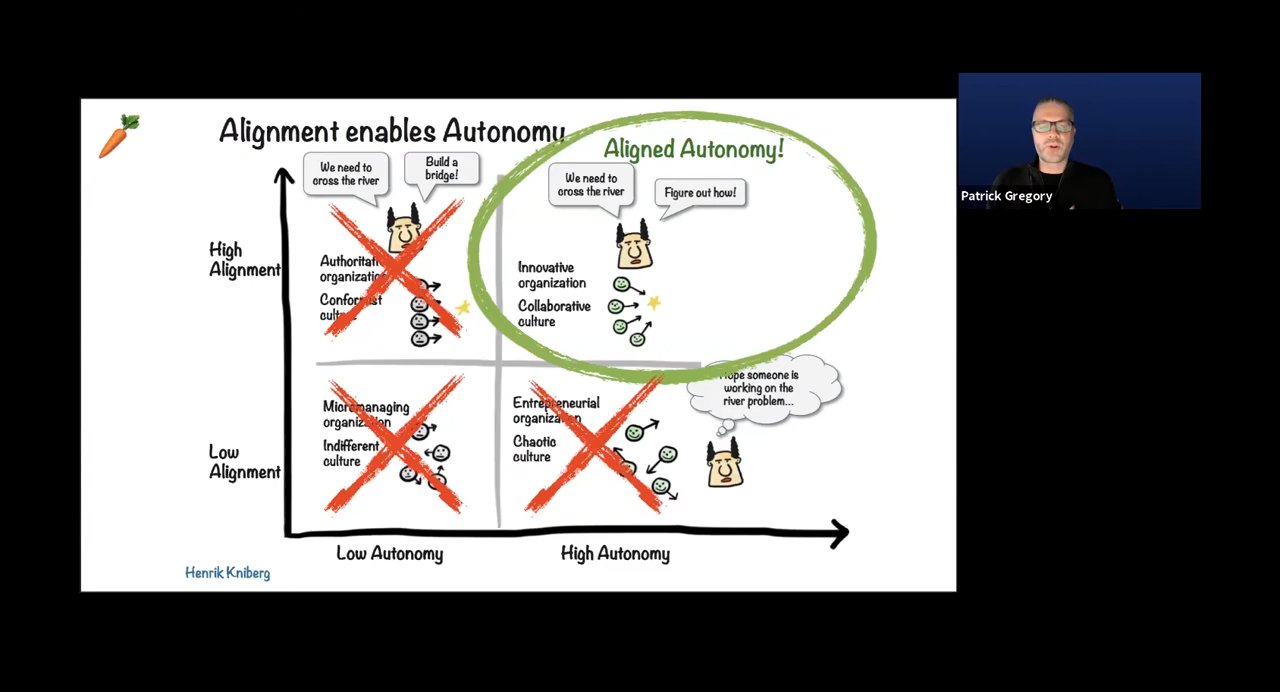 Alignment enables Autonomy
Aligned Autonomy!
We need to
cross the river
Build a
bridge!
We need to
cross the river
Figure out how!
High
Alignment
Authoritative
organization
Conformist
culture
Innovative
organization
Collaborative
culture
Low
Alignment
Micromanaging
organization
Indifferent
culture
Entrepreneurial
organization
Chaotic
culture
Hope someone is
working on the
river problem...
Low Autonomy
High Autonomy
Henrik Kniberg
Patrick Gregory